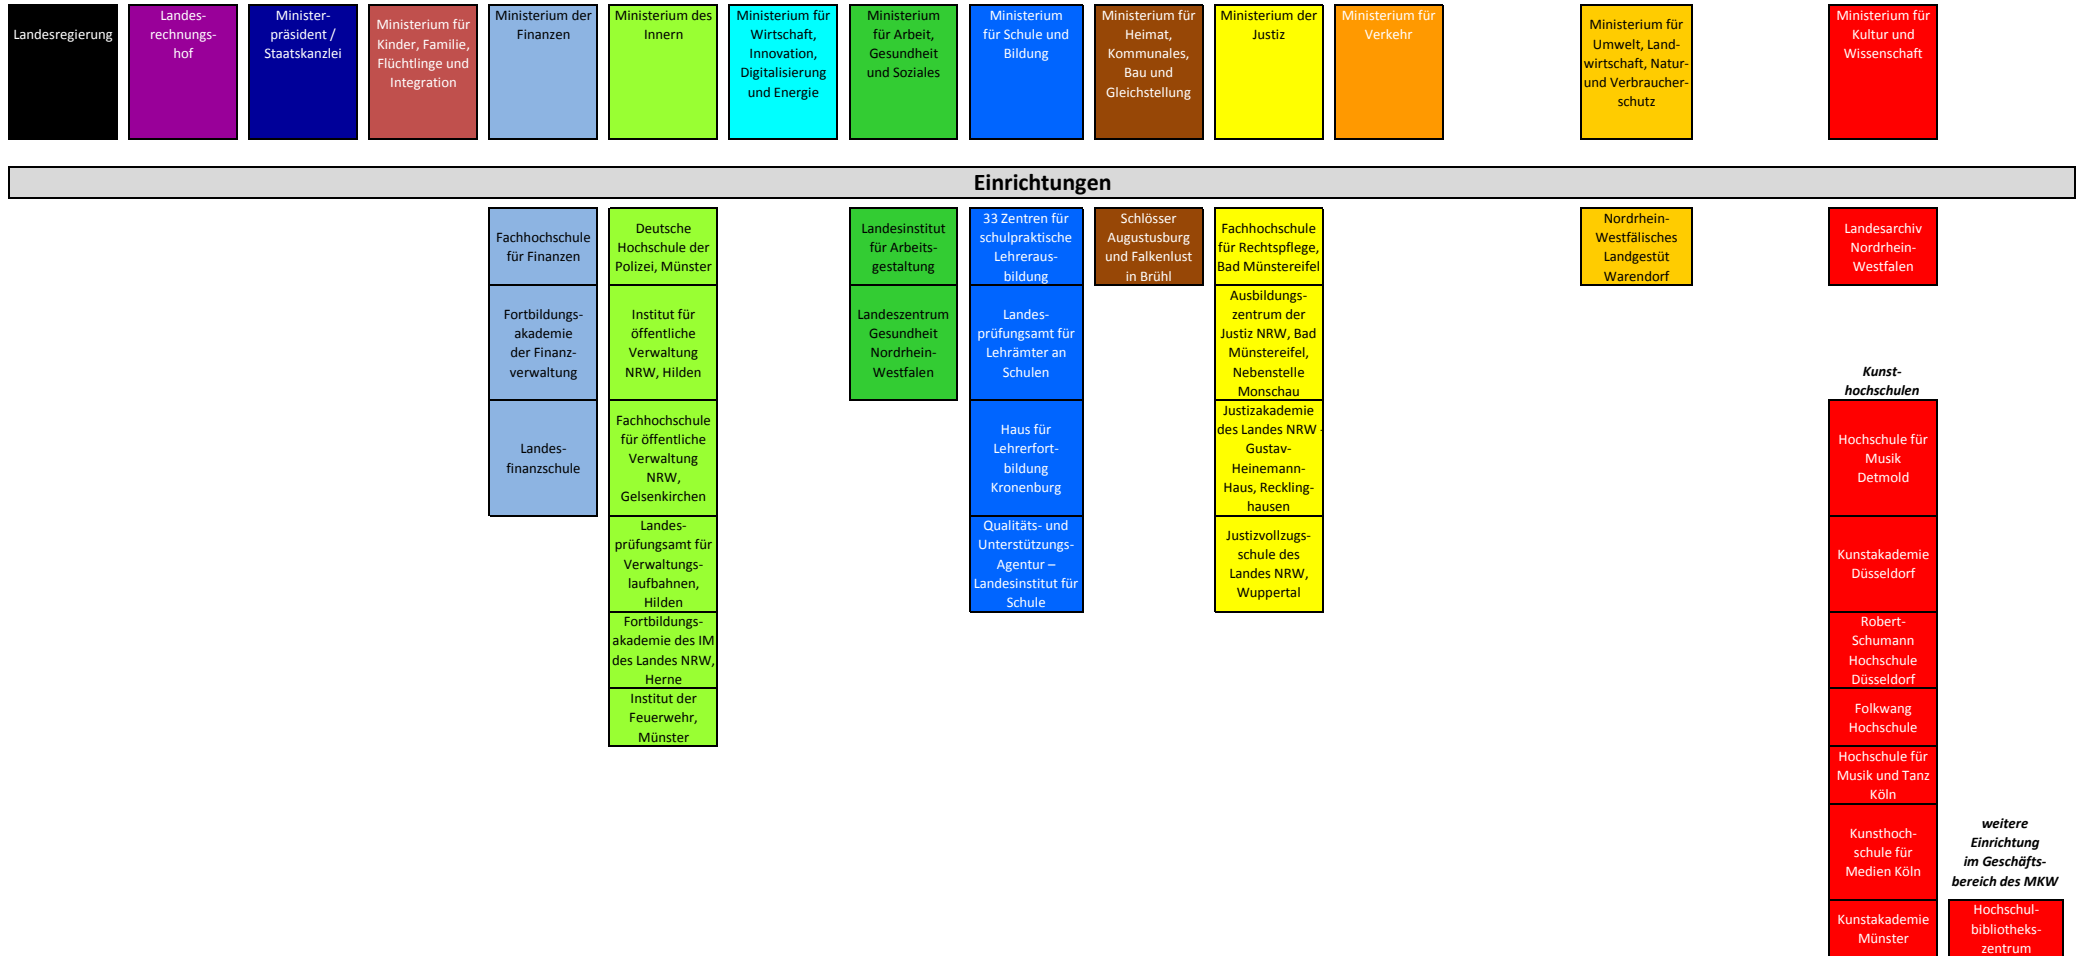 Landesregierung
Landes-
rechnungs-
hof
Minister-
präsident /
Staatskanzlei
Ministerium für
Kinder, Familie,
Flüchtlinge und
Integration
Ministerium der
Finanzen
Ministerium des
Innern
Ministerium für
Wirtschaft,
Innovation,
Digitalisierung
und Energie
Ministerium
für Arbeit,
Gesundheit
und Soziales
Ministerium
für Schule und
Bildung
Ministerium für
Heimat,
Kommunales,
Bau und
Gleichstellung
Ministerium der
Justiz
Ministerium für
Verkehr
Ministerium für
Umwelt, Land-
wirtschaft, Natur-
und Verbraucher-
schutz
Ministerium für
Kultur und
Wissenschaft
Einrichtungen
Fachhochschule
für Finanzen
Fortbildungs-
akademie
der Finanz-
verwaltung
Landes-
finanzschule
Deutsche
Hochschule der
Polizei, Münster
Institut für
öffentliche
Verwaltung
NRW, Hilden
Fachhochschule
für öffentliche
Verwaltung
NRW,
Gelsenkirchen
Landes-
prüfungsamt für
Verwaltungs-
laufbahnen,
Hilden
Fortbildungs-
akademie des IM
des Landes NRW,
Herne
Institut der
Feuerwehr,
Münster
Landesinstitut
für Arbeits-
gestaltung
Landeszentrum
Gesundheit
Nordrhein-
Westfalen
33 Zentren für
schulpraktische
Lehreraus-
bildung
Landes-
prüfungsamt für
Lehrämter an
Schulen
Haus für
Lehrerfort-
bildung
Kronenburg
Qualitäts- und
Unterstützungs-
Agentur –
Landesinstitut für
Schule
Schlösser
Augustusburg
und Falkenlust
in Brühl
Fachhochschule
für Rechtspflege,
Bad Münstereifel
Ausbildungs-
zentrum der
Justiz NRW, Bad
Münstereifel,
Nebenstelle
Monschau
Justizakademie
des Landes NRW -
Gustav-
Heinemann-
Haus, Reckling-
hausen
Justizvollzugs-
schule des
Landes NRW,
Wuppertal
Nordrhein-
Westfälisches
Landgestüt
Warendorf
Landesarchiv
Nordrhein-
Westfalen
Kunst-
hochschulen
Hochschule für
Musik
Detmold
Kunstakademie
Düsseldorf
Robert-
Schumann
Hochschule
Düsseldorf
Folkwang
Hochschule
Hochschule für
Musik und Tanz
Köln
Kunsthoch-
schule für
Medien Köln
Kunstakademie
Münster
weitere
Einrichtung
im Geschäfts-
bereich des MKW
Hochschul-
bibliotheks-
zentrum